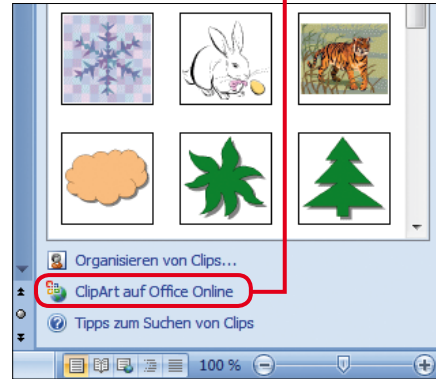 Organisieren von Clips...
ClipArt auf Office Online
Tipps zum Suchen von Clips
100 %